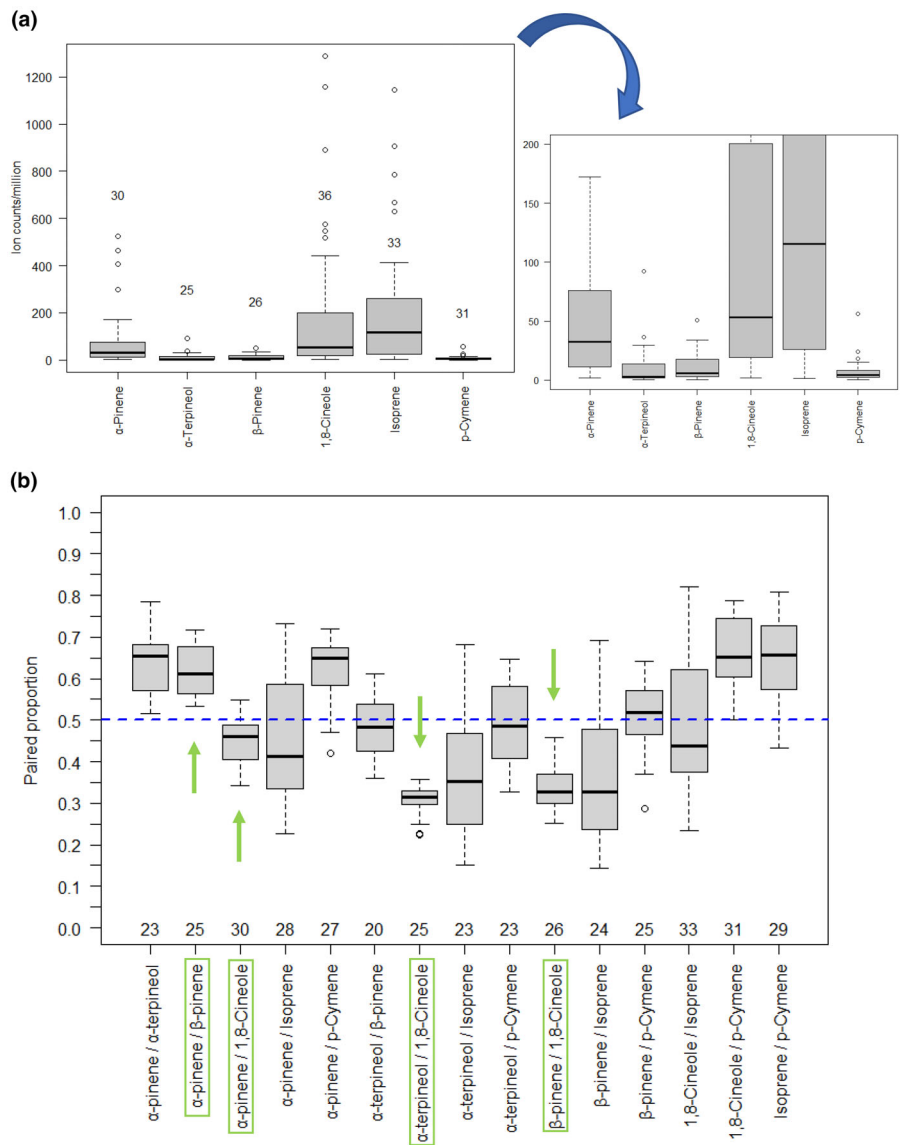 (a)
Ion counts/million
1200
1000
800
600
400
200
0
30
25
26
36
33
31
α-Pinene
α-Terpineol
β-Pinene
1,8-Cineole
Isoprene
p-Cymene
200
150
100
50
0
α-Pinene
α-Terpineol
β-Pinene
1,8-Cineole
Isoprene
p-Cymene
(b)
Paired proportion
1.0
0.9
0.8
0.7
0.6
0.5
0.4
0.3
0.2
0.1
0.0
23
25
30
28
27
20
25
23
23
26
24
25
33
31
29
α-pinene / α-terpineol
α-pinene / β-pinene
α-pinene / 1,8-Cineole
α-pinene / Isoprene
α-pinene / p-Cymene
α-terpineol / β-pinene
α-terpineol / 1,8-Cineole
α-terpineol / Isoprene
α-terpineol / p-Cymene
β-pinene / 1,8-Cineole
β-pinene / Isoprene
β-pinene / p-Cymene
1,8-Cineole / Isoprene
1,8-Cineole / p-Cymene
Isoprene / p-Cymene